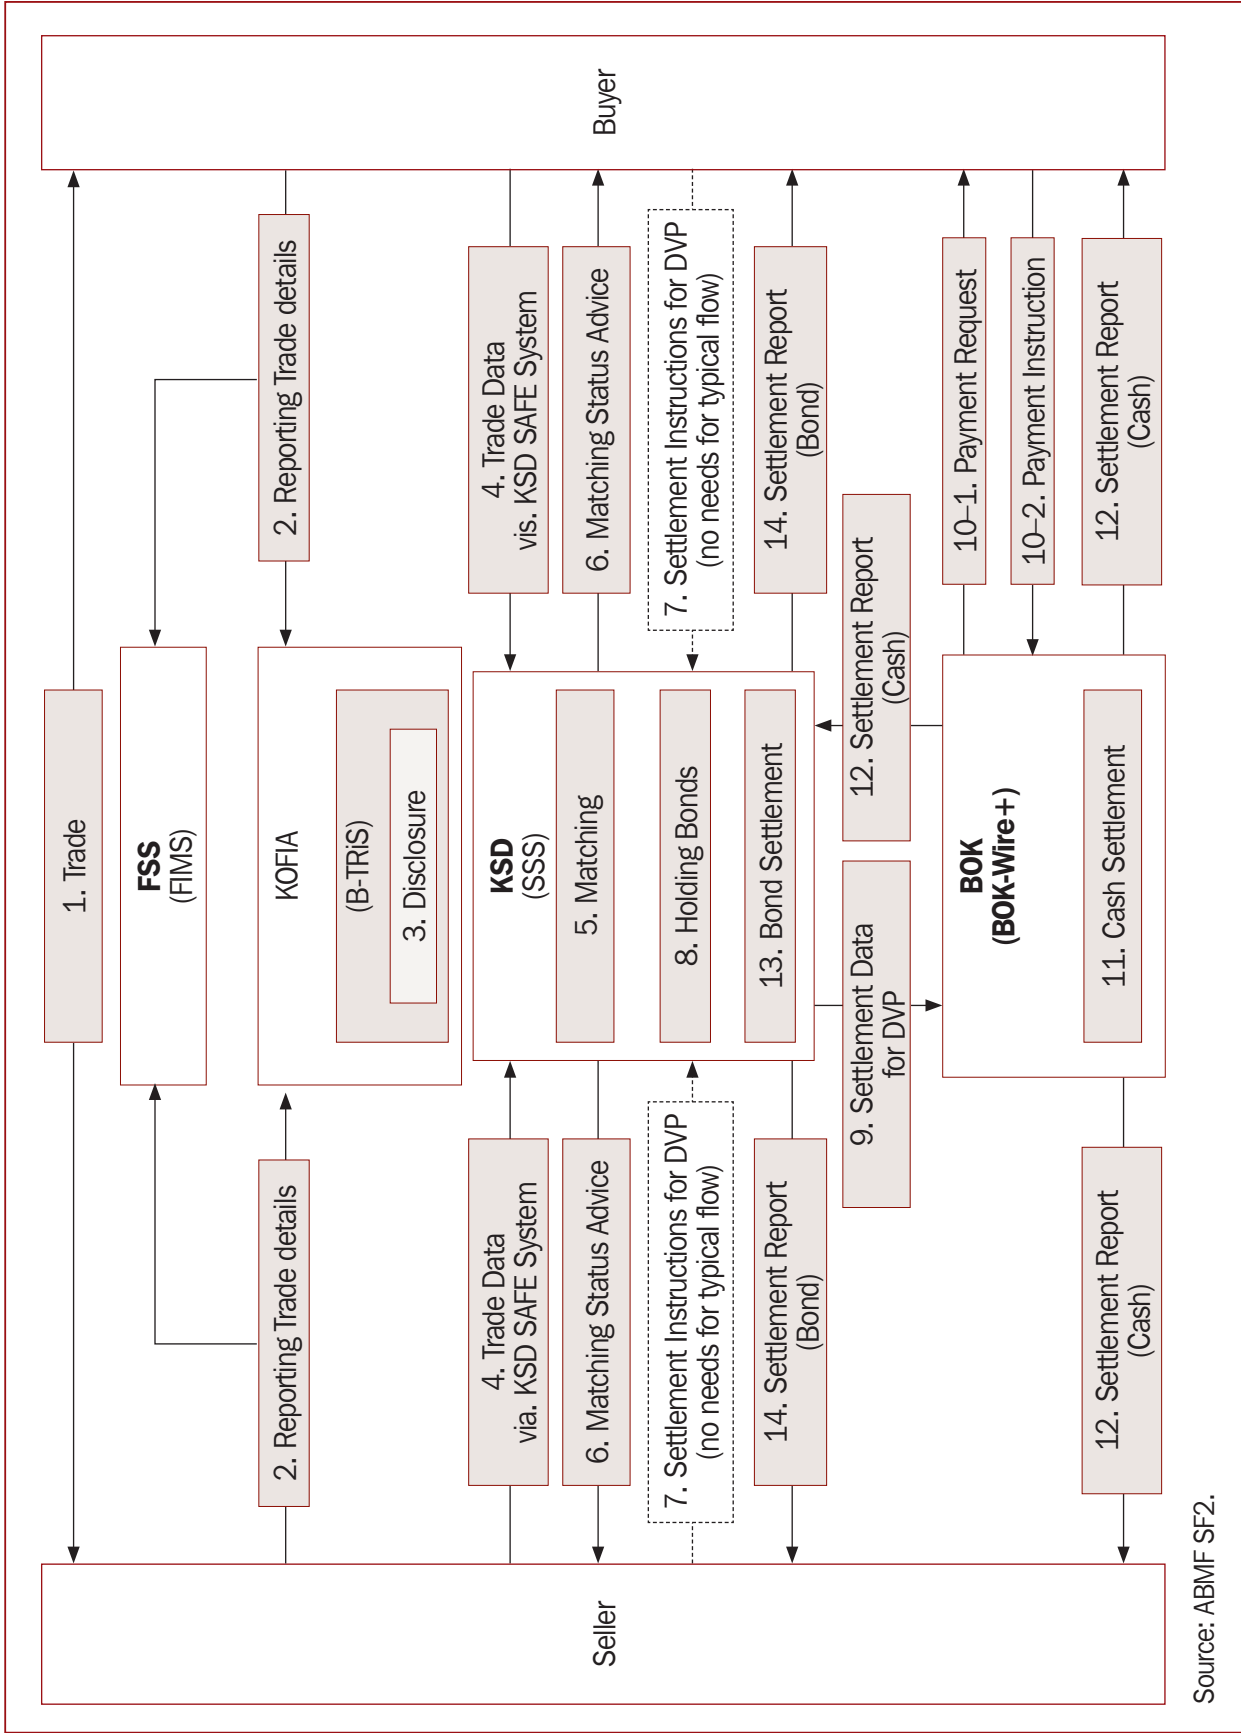 Seller
Buyer
1. Trade
FSS
(FIMS)
2. Reporting Trade details
2. Reporting Trade details
KOFIA
(B-TRiS)
3. Disclosure
4. Trade Data
via. KSD SAFE System
KSD
(SSS)
4. Trade Data
vis. KSD SAFE System
6. Matching Status Advice
5. Matching
6. Matching Status Advice
7. Settlement Instructions for DVP
(no needs for typical flow)
8. Holding Bonds
7. Settlement Instructions for DVP
(no needs for typical flow)
14. Settlement Report
(Bond)
13. Bond Settlement
14. Settlement Report
(Bond)
9. Settlement Data
for DVP
12. Settlement Report
(Cash)
BOK
(BOK-Wire+)
10–1. Payment Request
10–2. Payment Instruction
12. Settlement Report
(Cash)
11. Cash Settlement
12. Settlement Report
(Cash)
Source: ABMF SF2.